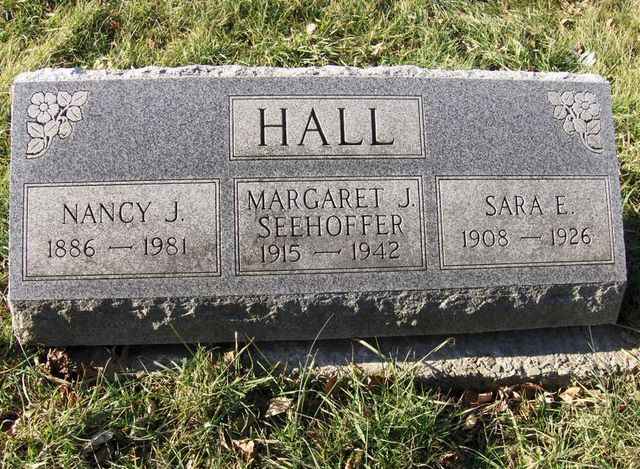 HALL
NANCY J.
1886 — 1981
MARGARET J.
SEEHOFFER
1915 — 1942
SARA E.
1908 — 1926